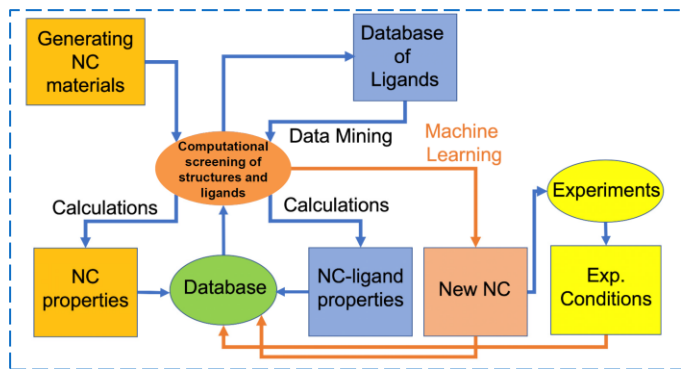 Generating
NC
materials
Database
of
Ligands
Data Mining
Machine
Learning
Computational
screening of
structures and
ligands
Experiments
Calculations
Calculations
NC
properties
Database
NC-ligand
properties
New NC
Exp.
Conditions